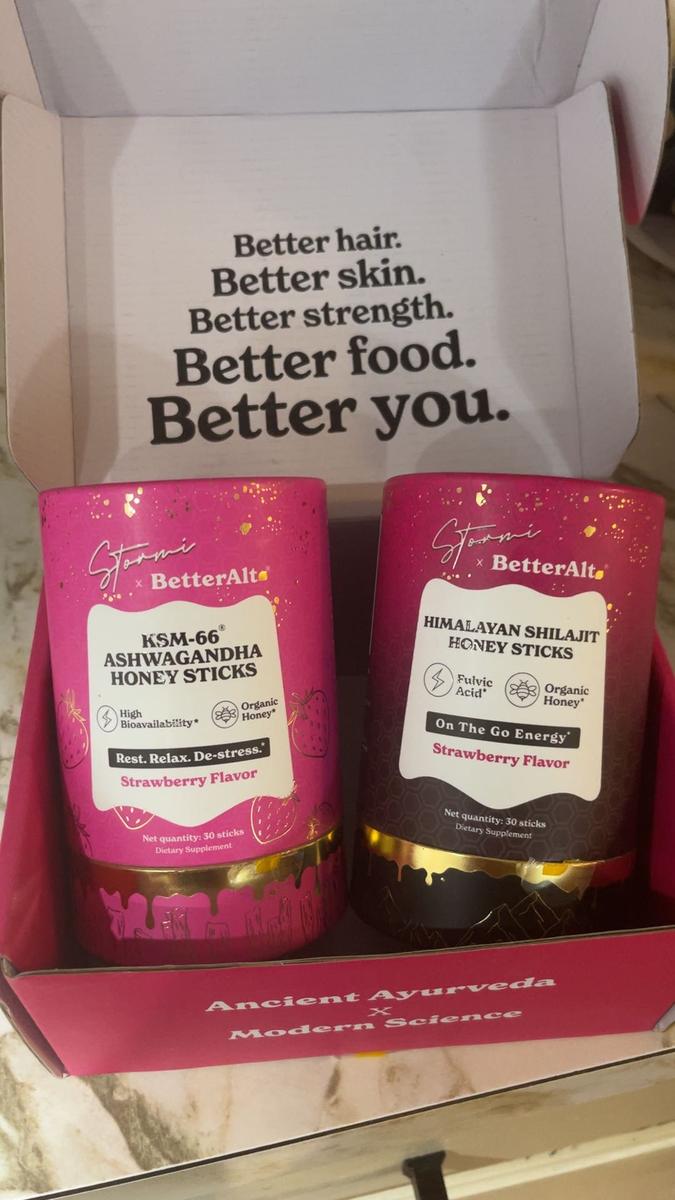 Better hair.
Better skin.
Better strength.
Better food.
Better you.
Stormi
x BetterAlt
KSM-66®
ASHWAGANDHA
HONEY STICKS
High
Bioavailability*
Organic
Honey*
Rest. Relax. De-stress.*
Strawberry Flavor
Net quantity: 30 sticks
Dietary Supplement
Stormi
x BetterAlt
HIMALAYAN SHILAJIT
HONEY STICKS
Fulvic
Acid*
Organic
Honey*
On The Go Energy*
Strawberry Flavor
Net quantity: 30 sticks
Dietary Supplement
Ancient Ayurveda
x
Modern Science